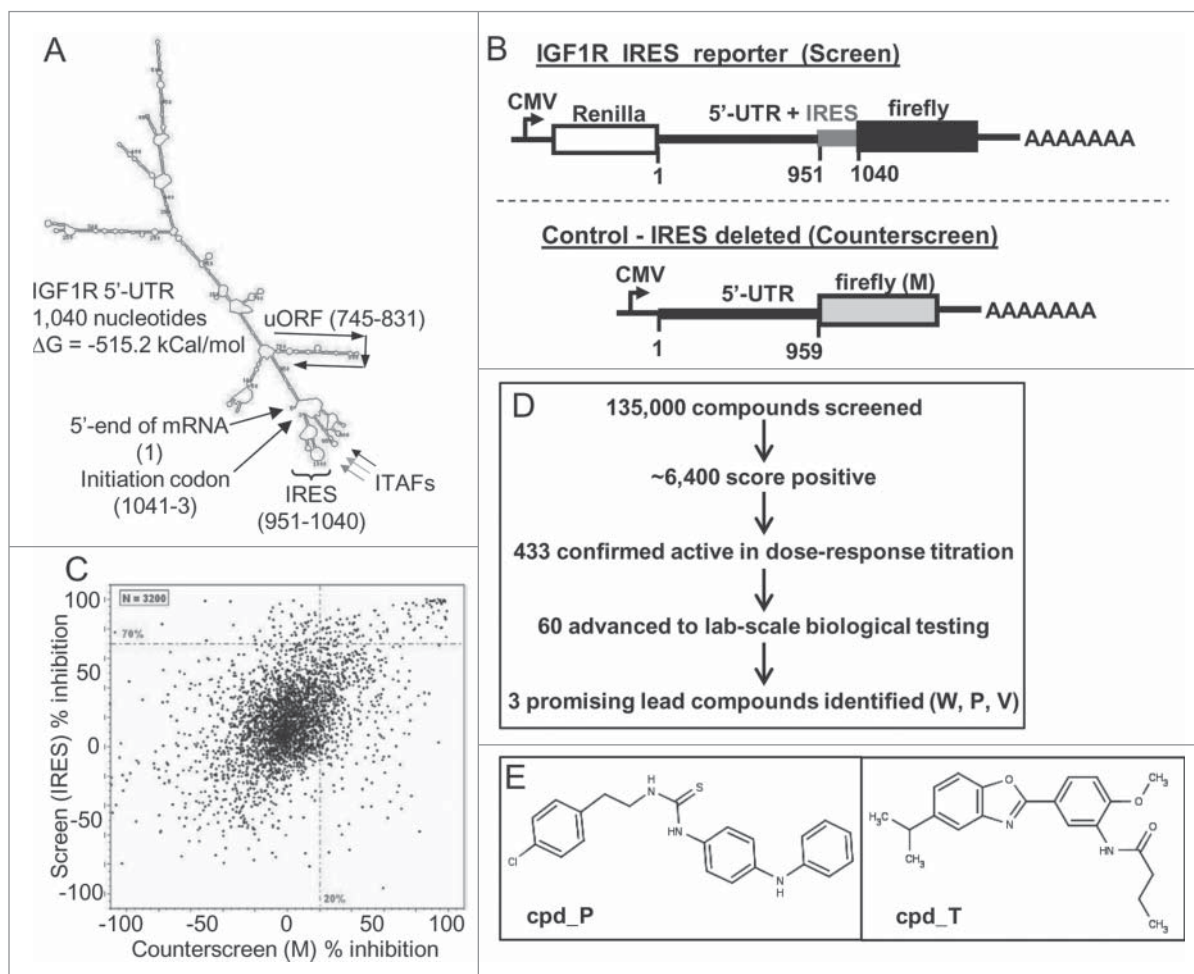 A
IGF1R 5'-UTR
1,040 nucleotides
ΔG = -515.2 kCal/mol
uORF (745-831)
5'-end of mRNA
(1)
Initiation codon
(1041-3)
IRES
(951-1040)
ITAFs
B
IGF1R IRES reporter (Screen)
CMV
Renilla
5'-UTR + IRES
firefly
AAAAAAA
1
951
1040
Control - IRES deleted (Counterscreen)
CMV
5'-UTR
firefly (M)
AAAAAAA
1
959
C
N = 3200
70%
20%
Screen (IRES) % inhibition
100
50
0
-50
-100
-100
-50
0
50
100
Counterscreen (M) % inhibition
D
135,000 compounds screened
~6,400 score positive
433 confirmed active in dose-response titration
60 advanced to lab-scale biological testing
3 promising lead compounds identified (W, P, V)
E
H
N
S
NH
Cl
N
H
cpd_P
O
N
H₃C
CH₃
O
CH₃
HN
O
CH₃
cpd_T